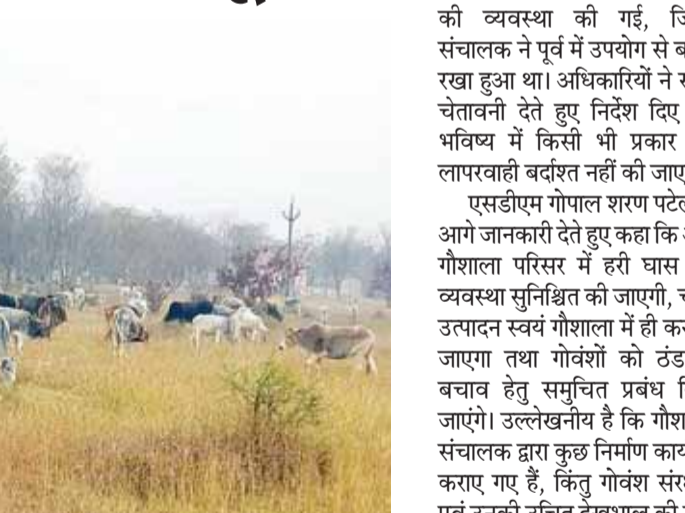 की व्यवस्था की गई,
संचालक ने पूर्व में उपयोग से
रखा हुआ था। अधिकारियों ने
चेतावनी देते हुए निर्देश दिए
भविष्य में किसी भी प्रकार
लापरवाही बर्दाश्त नहीं की
एसडीएम गोपाल शरण
आगे जानकारी देते हुए कहा कि
गौशाला परिसर में हरी घास
व्यवस्था सुनिश्चित की जाएगी,
उत्पादन स्वयं गौशाला में ही
जाएगा तथा गोवंशों को ठंड
बचाव हेतु समुचित प्रबंध
जाएंगे। उल्लेखनीय है कि
संचालक द्वारा कुछ निर्माण
कराए गए हैं, किंतु गोवंश